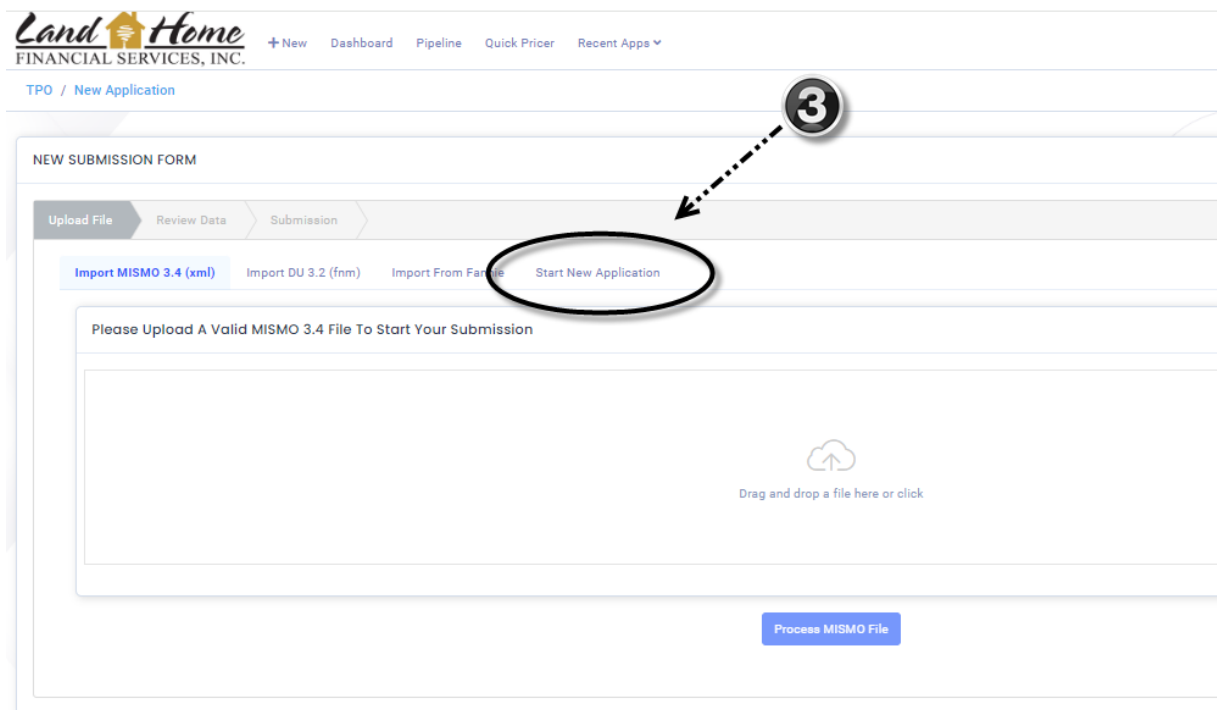 Land Home
FINANCIAL SERVICES, INC.
+ New Dashboard Pipeline Quick Pricer Recent Apps
TPO / New Application
3
NEW SUBMISSION FORM
Upload File Review Data Submission
Import MISMO 3.4 (xml) Import DU 3.2 (fnm) Import From Fannie Start New Application
Please Upload A Valid MISMO 3.4 File To Start Your Submission
Drag and drop a file here or click
Process MISMO File